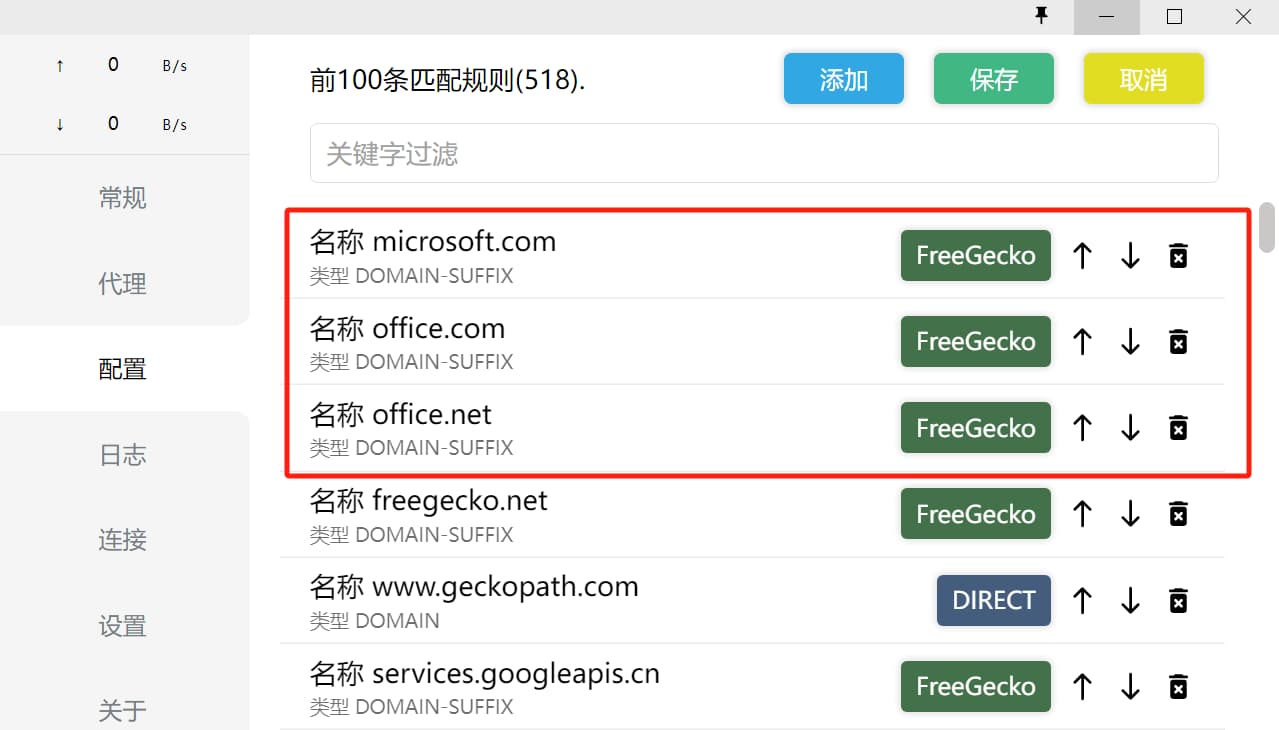 ↑ 0 B/s
↓ 0 B/s
常规
代理
配置
日志
连接
设置
关于
前100条匹配规则(518).
添加 保存 取消
关键字过滤
名称 microsoft.com FreeGecko
类型 DOMAIN-SUFFIX
名称 office.com FreeGecko
类型 DOMAIN-SUFFIX
名称 office.net FreeGecko
类型 DOMAIN-SUFFIX
名称 freegecko.net FreeGecko
类型 DOMAIN-SUFFIX
名称 www.geckopath.com DIRECT
类型 DOMAIN
名称 services.googleapis.cn FreeGecko
类型 DOMAIN-SUFFIX